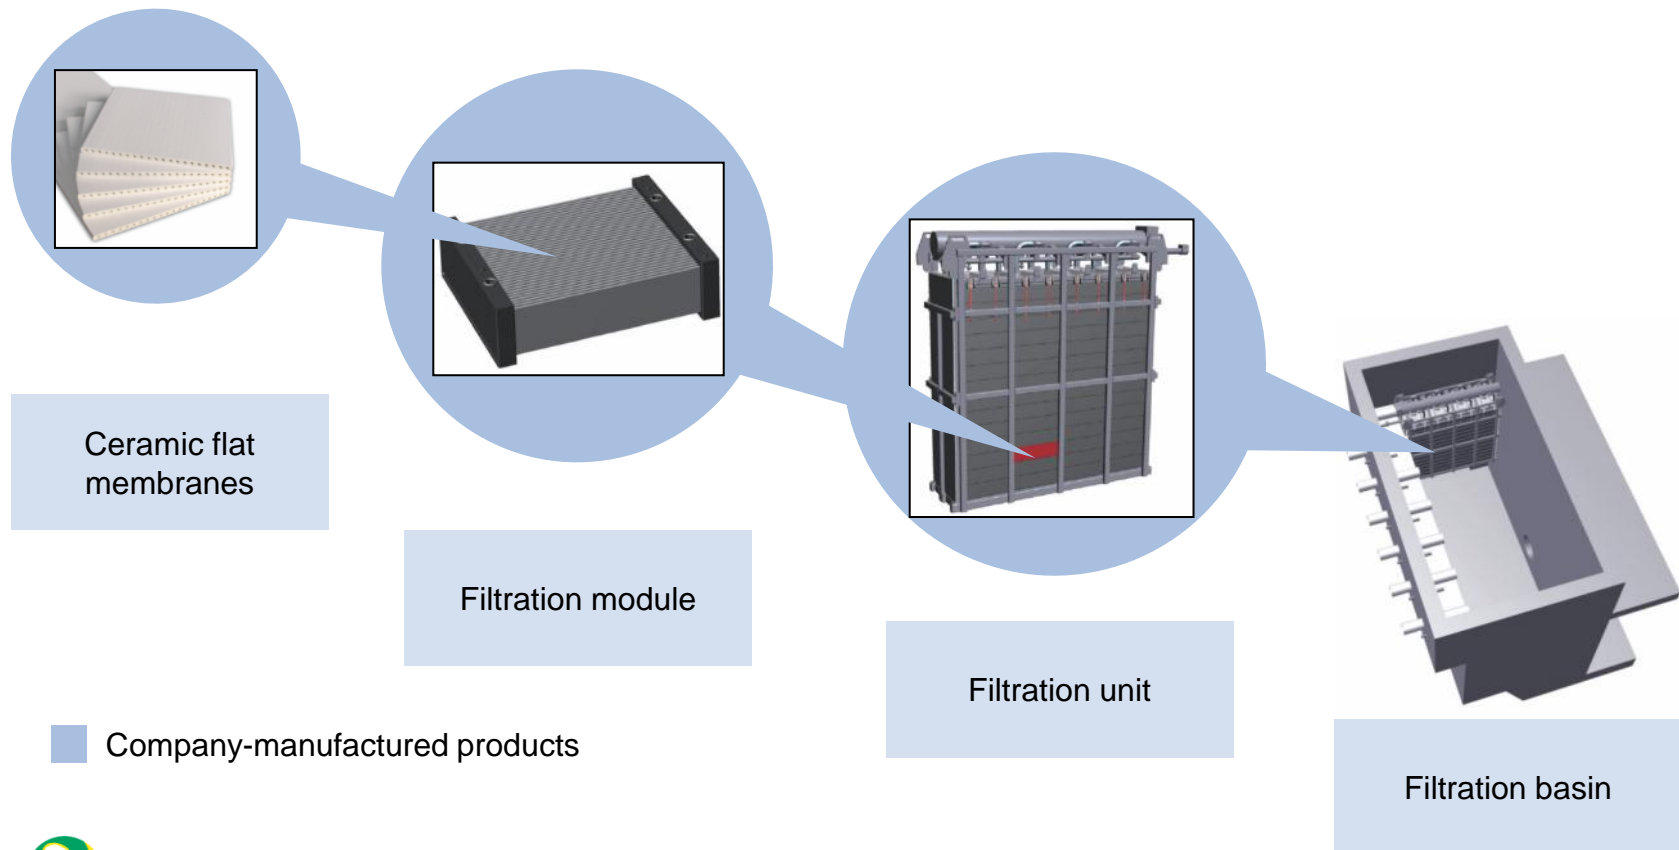 Ceramic flat
membranes
Filtration module
Filtration unit
Company-manufactured products
Filtration basin